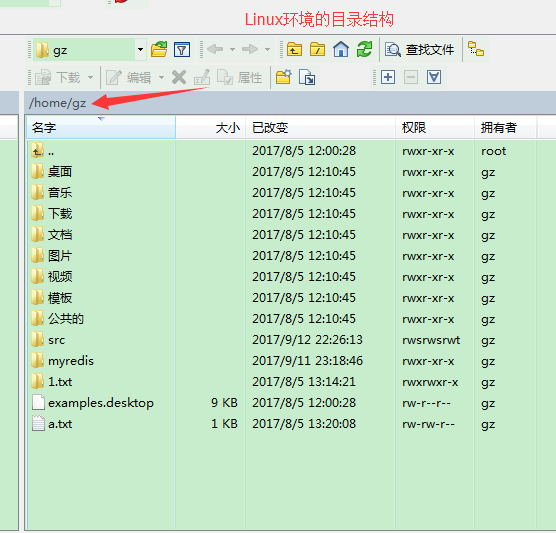 Linux环境的目录结构
gz 查找文件
下载 编辑 属性
/home/gz
名字 大小 已改变 权限 拥有者
.. 2017/8/5 12:00:28 rwxr-xr-x root
桌面 2017/8/5 12:10:45 rwxr-xr-x gz
音乐 2017/8/5 12:10:45 rwxr-xr-x gz
下载 2017/8/5 12:10:45 rwxr-xr-x gz
文档 2017/8/5 12:10:45 rwxr-xr-x gz
图片 2017/8/5 12:10:45 rwxr-xr-x gz
视频 2017/8/5 12:10:45 rwxr-xr-x gz
模板 2017/8/5 12:10:45 rwxr-xr-x gz
公共的 2017/8/5 12:10:45 rwxr-xr-x gz
src 2017/9/12 22:26:13 rwsrwsrwt gz
myredis 2017/9/11 23:18:46 rwxr-xr-x gz
1.txt 2017/8/5 13:14:21 rwxrwxr-x gz
examples.desktop 9 KB 2017/8/5 12:00:28 rw-r--r-- gz
a.txt 1 KB 2017/8/5 13:20:08 rw-rw-r-- gz